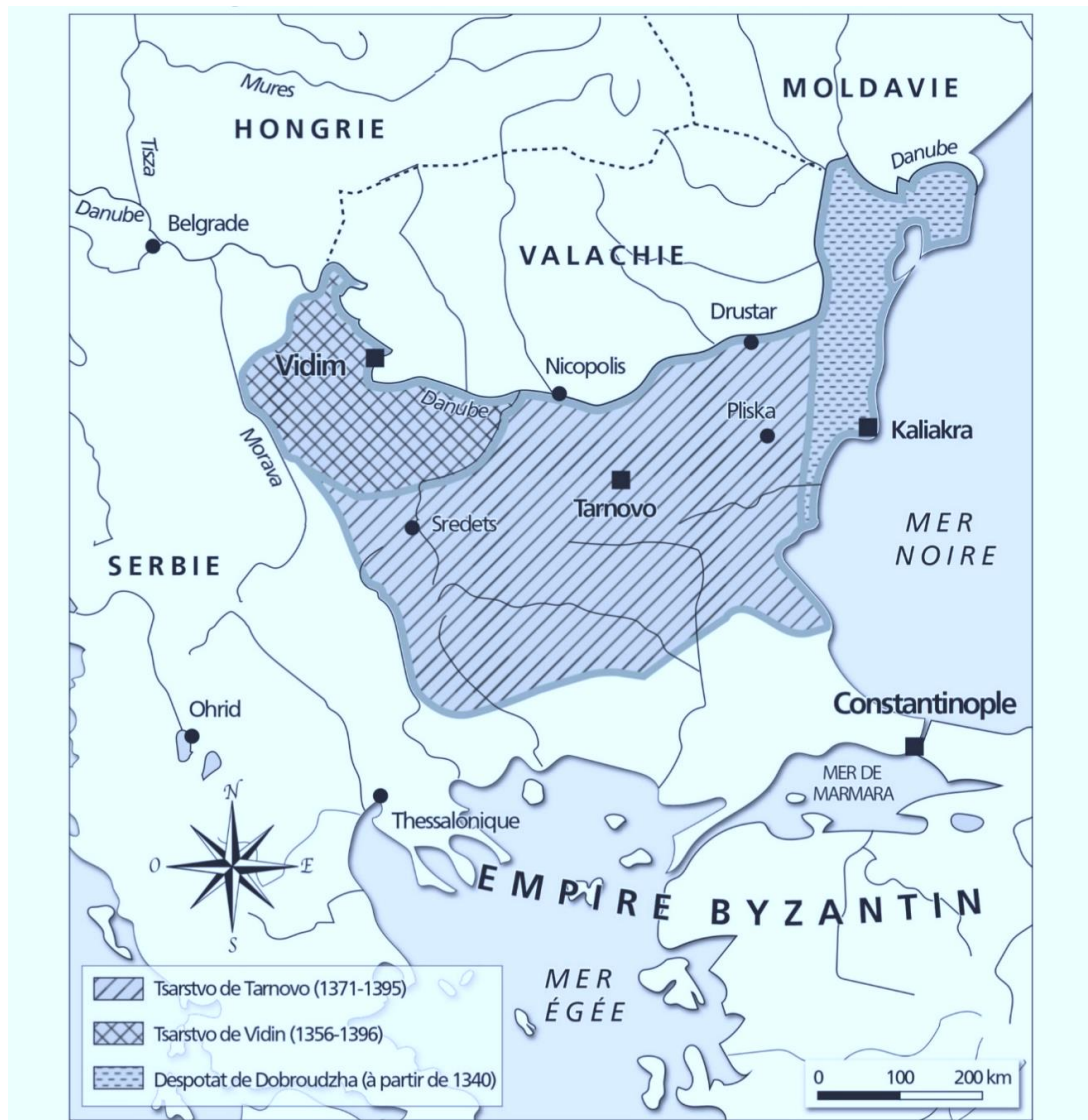 MOLDAVIE
Mures
HONGRIE
Tisza
Danube
Danube
Belgrade
VALACHIE
Drustar
Vidim
Nicopolis
Danube
Pliska
Kaliakra
Morava
Tarnovo
Sredets
MER
NOIRE
SERBIE
Ohrid
Constantinople
MER DE
MARMARA
Thessalónique
N
O
E
S
EMPIRE BYZANTIN
MER
ÉGÉE
Tsarstvo de Tarnovo (1371-1395)
Tsarstvo de Vidin (1356-1396)
Despotat de Dobroudzha (à partir de 1340)
0 100 200 km